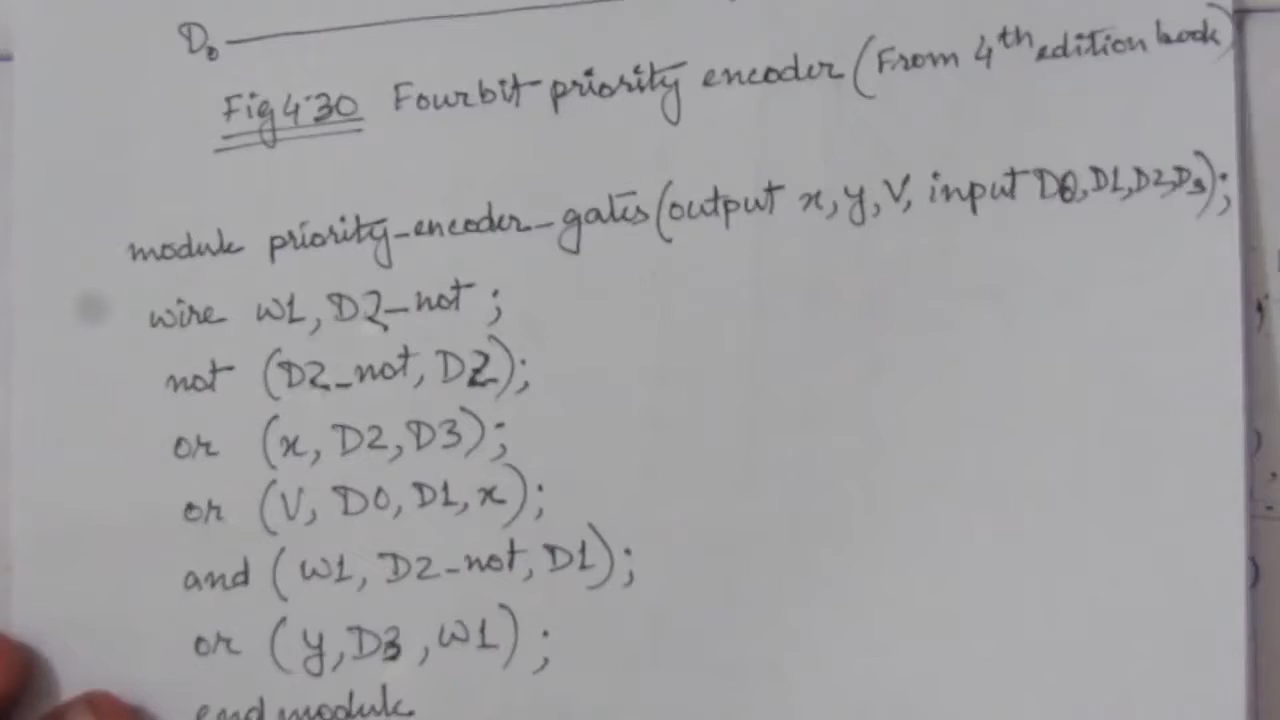 D0
Fig 4.30 Four bit priority encoder (From 4th edition book)
module priority_encoder_gates(output x, y, V, input D0, D1, D2, D3);
wire w1, D2_not;
not (D2_not, D2);
or (x, D2, D3);
or (V, D0, D1, x);
and (w1, D2_not, D1);
or (y, D3, w1);
endmodule